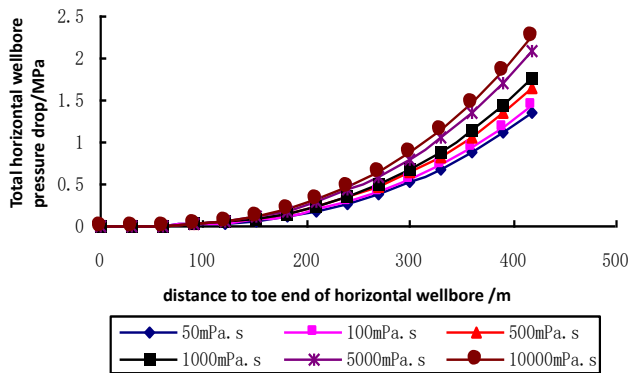 Total horizontal wellbore
pressure drop/MPa
2.5
2
1.5
1
0.5
0
0 100 200 300 400 500
distance to toe end of horizontal wellbore /m
50mPa.s 100mPa.s 500mPa.s
1000mPa.s 5000mPa.s 10000mPa.s